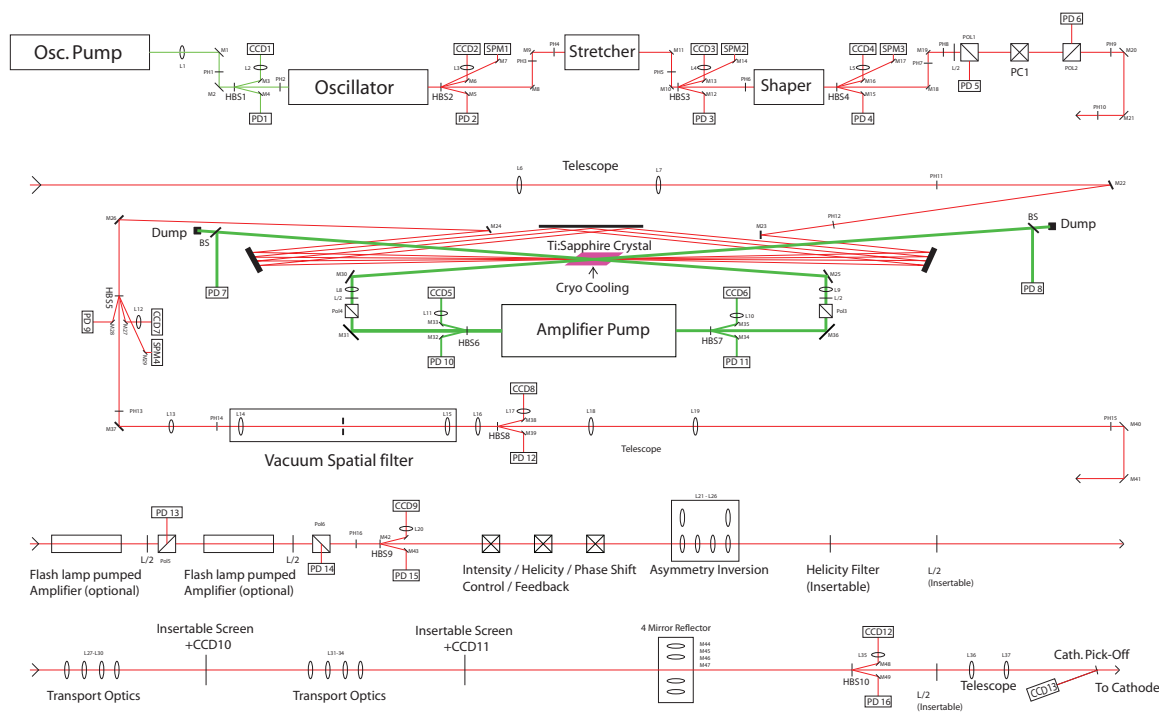 Osc. Pump
L1
M1
PH1
M2
HBS1
CCD1
L2
M3
M4
PH2
PD1
Oscillator
HBS2
CCD2
SPM1
L3
M7
M6
M5
PD 2
M9
PH3
PH4
M8
Stretcher
M11
PH5
M10
HBS3
CCD3
SPM2
L4
M14
M13
M12
PH6
PD 3
Shaper
HBS4
CCD4
SPM3
L5
M17
M16
M15
PD 4
M19
PH7
M18
PH8
L/2
POL1
PD 5
PC1
PD 6
POL2
PH9
M20
PH10
M21
Telescope
L6
L7
PH11
M22
M26
Dump
BS
M24
Ti:Sapphire Crystal
Cryo Cooling
M23
PH12
BS
Dump
PD 7
M30
L8
L/2
Pol4
M31
CCD5
L11
M33
M32
HBS6
PD 10
Amplifier Pump
HBS7
CCD6
L10
M35
M34
PD 11
M25
L9
L/2
Pol3
M36
PD 8
HBS5
PD 9
M28
M27
L12
CCD7
M29
SPM4
PH13
M37
L13
PH14
L14
L15
Vacuum Spatial filter
L16
HBS8
CCD8
L17
M38
M39
PD 12
L18
Telescope
L19
PH15
M40
M41
Flash lamp pumped
Amplifier (optional)
L/2
PD 13
Pol5
Flash lamp pumped
Amplifier (optional)
L/2
Pol6
PD 14
PH16
M42
HBS9
CCD9
L20
M43
PD 15
Intensity / Helicity / Phase Shift
Control / Feedback
L21 - L26
Asymmetry Inversion
Helicity Filter
(Insertable)
L/2
(Insertable)
L27-L30
Transport Optics
Insertable Screen
+CCD10
L31-34
Transport Optics
Insertable Screen
+CCD11
4 Mirror Reflector
M44
M45
M46
M47
HBS10
CCD12
L35
M48
M49
PD 16
L/2
(Insertable)
L36
L37
Telescope
CCD13
Cath. Pick-Off
To Cathode